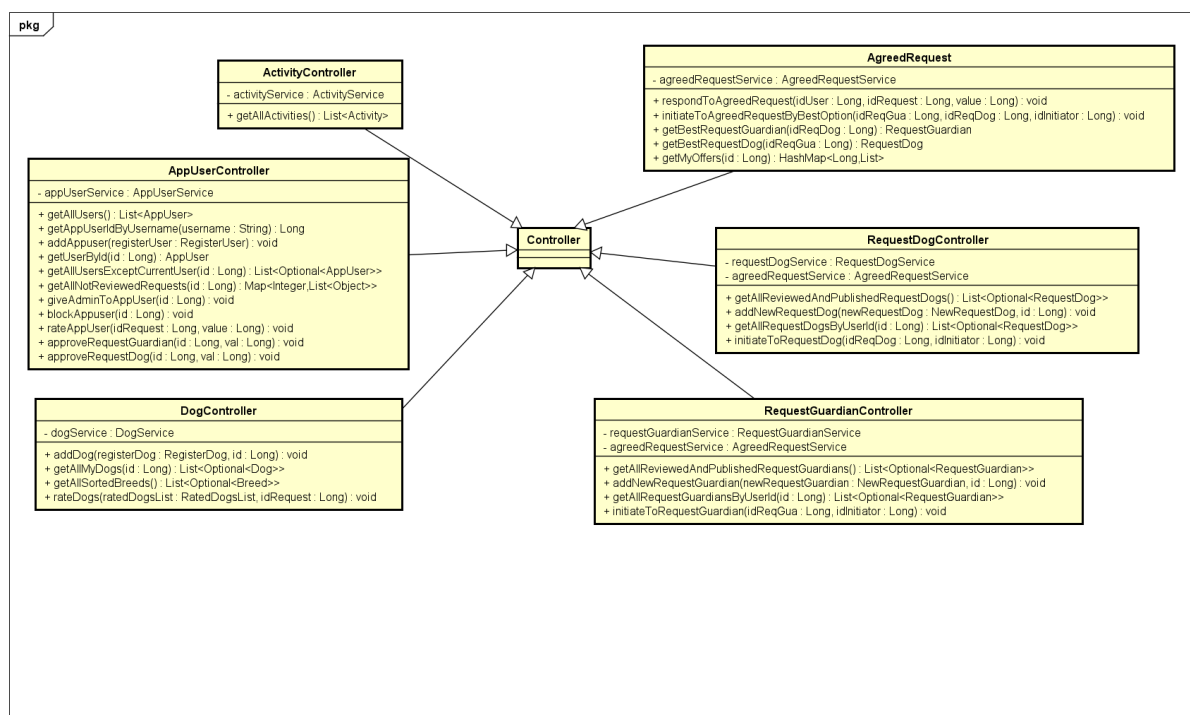 pkg
ActivityController
- activityService : ActivityService
+ getAllActivities() : List<Activity>
AgreedRequest
- agreedRequestService : AgreedRequestService
+ respondToAgreedRequest(idUser : Long, idRequest : Long, value : Long) : void
+ initiateToAgreedRequestByBestOption(idReqGua : Long, idReqDog : Long, idInitiator : Long) : void
+ getBestRequestGuardian(idReqDog : Long) : RequestGuardian
+ getBestRequestDog(idReqGua : Long) : RequestDog
+ getMyOffers(id : Long) : HashMap<Long,List>
AppUserController
- appUserService : AppUserService
+ getAllUsers() : List<AppUser>
+ getAppUserIdByUsername(username : String) : Long
+ addAppuser(registerUser : RegisterUser) : void
+ getUserById(id : Long) : AppUser
+ getAllUsersExceptCurrentUser(id : Long) : List<Optional<AppUser>>
+ getAllNotReviewedRequests(id : Long) : Map<Integer,List<Object>>
+ giveAdminToAppUser(id : Long) : void
+ blockAppuser(id : Long) : void
+ rateAppUser(idRequest : Long, value : Long) : void
+ approveRequestGuardian(id : Long, val : Long) : void
+ approveRequestDog(id : Long, val : Long) : void
Controller
RequestDogController
- requestDogService : RequestDogService
- agreedRequestService : AgreedRequestService
+ getAllReviewedAndPublishedRequestDogs() : List<Optional<RequestDog>>
+ addNewRequestDog(newRequestDog : NewRequestDog, id : Long) : void
+ getAllRequestDogsByUserId(id : Long) : List<Optional<RequestDog>>
+ initiateToRequestDog(idReqDog : Long, idInitiator : Long) : void
DogController
- dogService : DogService
+ addDog(registerDog : RegisterDog, id : Long) : void
+ getAllMyDogs(id : Long) : List<Optional<Dog>>
+ getAllSortedBreeds() : List<Optional<Breed>>
+ rateDogs(ratedDogsList : RatedDogsList, idRequest : Long) : void
RequestGuardianController
- requestGuardianService : RequestGuardianService
- agreedRequestService : AgreedRequestService
+ getAllReviewedAndPublishedRequestGuardians() : List<Optional<RequestGuardian>>
+ addNewRequestGuardian(newRequestGuardian : NewRequestGuardian, id : Long) : void
+ getAllRequestGuardiansByUserId(id : Long) : List<Optional<RequestGuardian>>
+ initiateToRequestGuardian(idReqGua : Long, idInitiator : Long) : void